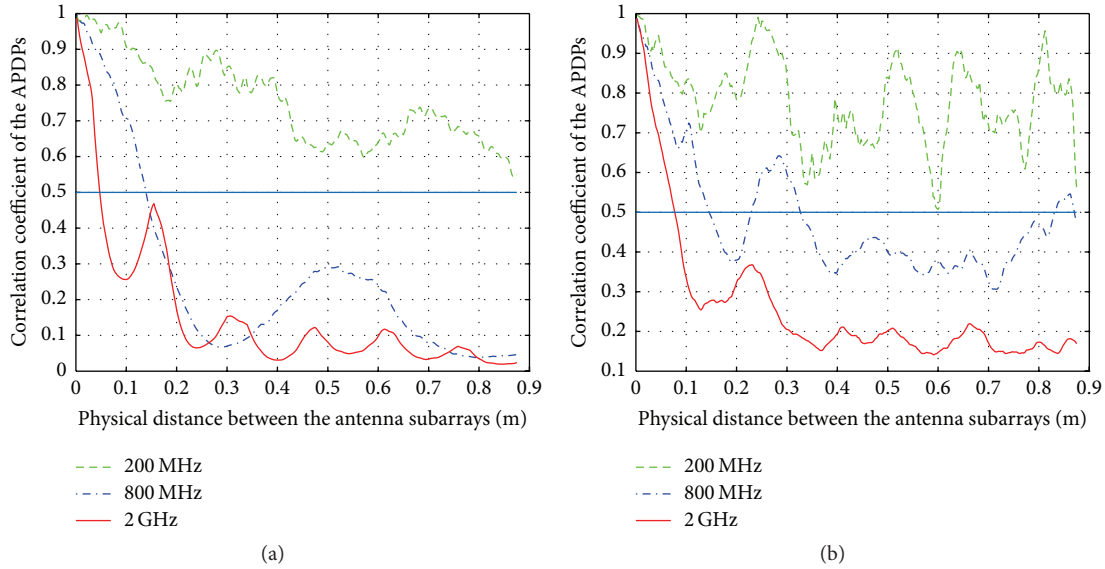 Correlation coefficient of the APDPs
1
0.9
0.8
0.7
0.6
0.5
0.4
0.3
0.2
0.1
0
0 0.1 0.2 0.3 0.4 0.5 0.6 0.7 0.8 0.9
Physical distance between the antenna subarrays (m)
200 MHz
800 MHz
2 GHz
(a)
Correlation coefficient of the APDPs
1
0.9
0.8
0.7
0.6
0.5
0.4
0.3
0.2
0.1
0 0.1 0.2 0.3 0.4 0.5 0.6 0.7 0.8 0.9
Physical distance between the antenna subarrays (m)
200 MHz
800 MHz
2 GHz
(b)